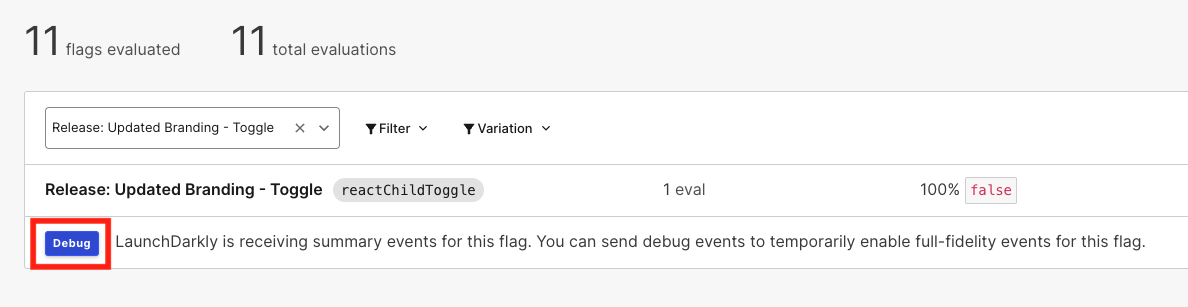 11 flags evaluated 11 total evaluations
Release: Updated Branding - Toggle Filter Variation
Release: Updated Branding - Toggle reactChildToggle 1 eval 100% false
Debug LaunchDarkly is receiving summary events for this flag. You can send debug events to temporarily enable full-fidelity events for this flag.